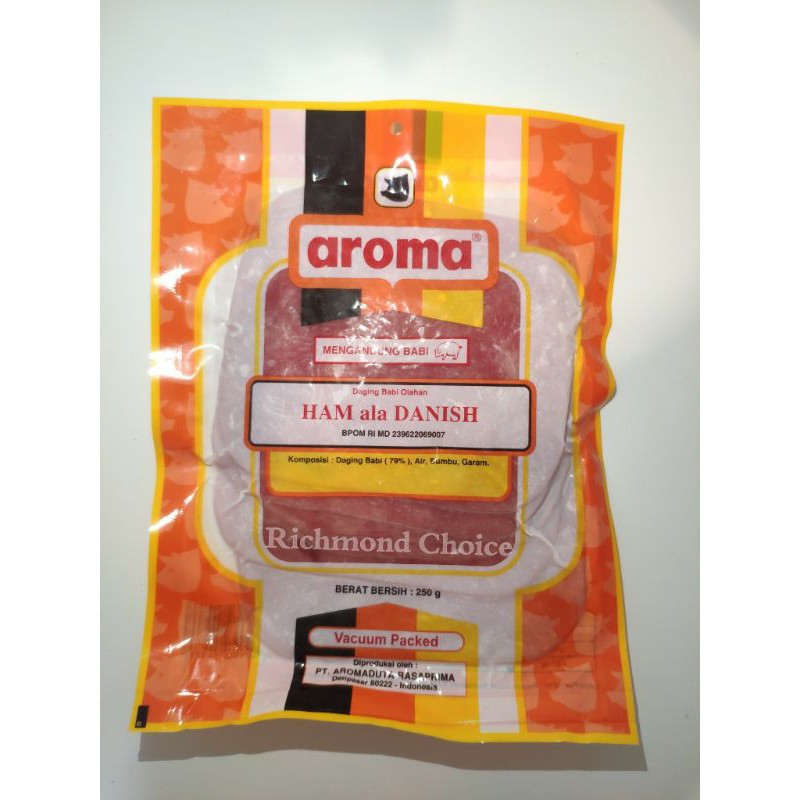 aroma®
MENGANDUNG BABI
Daging Babi Olahan
HAM ala DANISH
BPOM RI MD 239622069007
Komposisi : Daging Babi ( 79% ), Air, Bumbu, Garam.
Richmond Choice
BERAT BERSIH : 250 g
Vacuum Packed
Diproduksi oleh :
PT. AROMADUTA RASAPRIMA
Denpasar 80222 - Indonesia